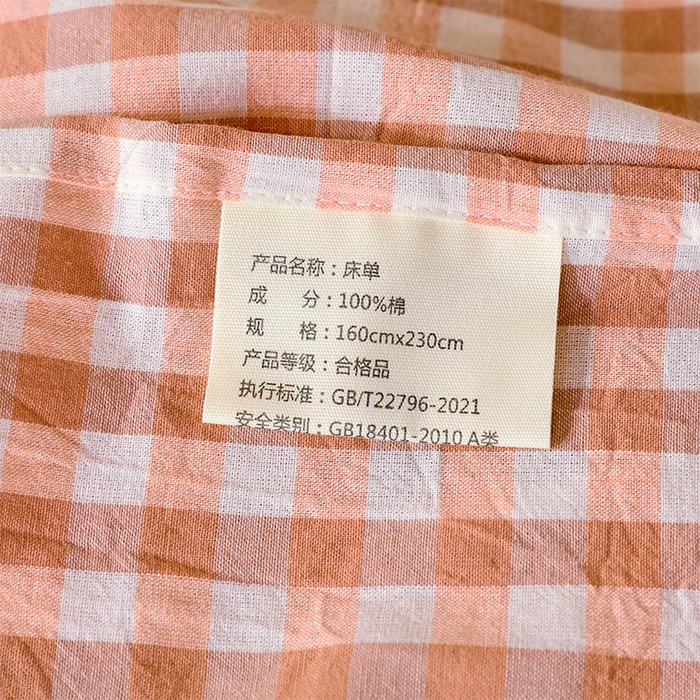 产品名称：床单
成 分：100%棉
规 格：160cmx230cm
产品等级：合格品
执行标准：GB/T22796-2021
安全类别：GB18401-2010 A类